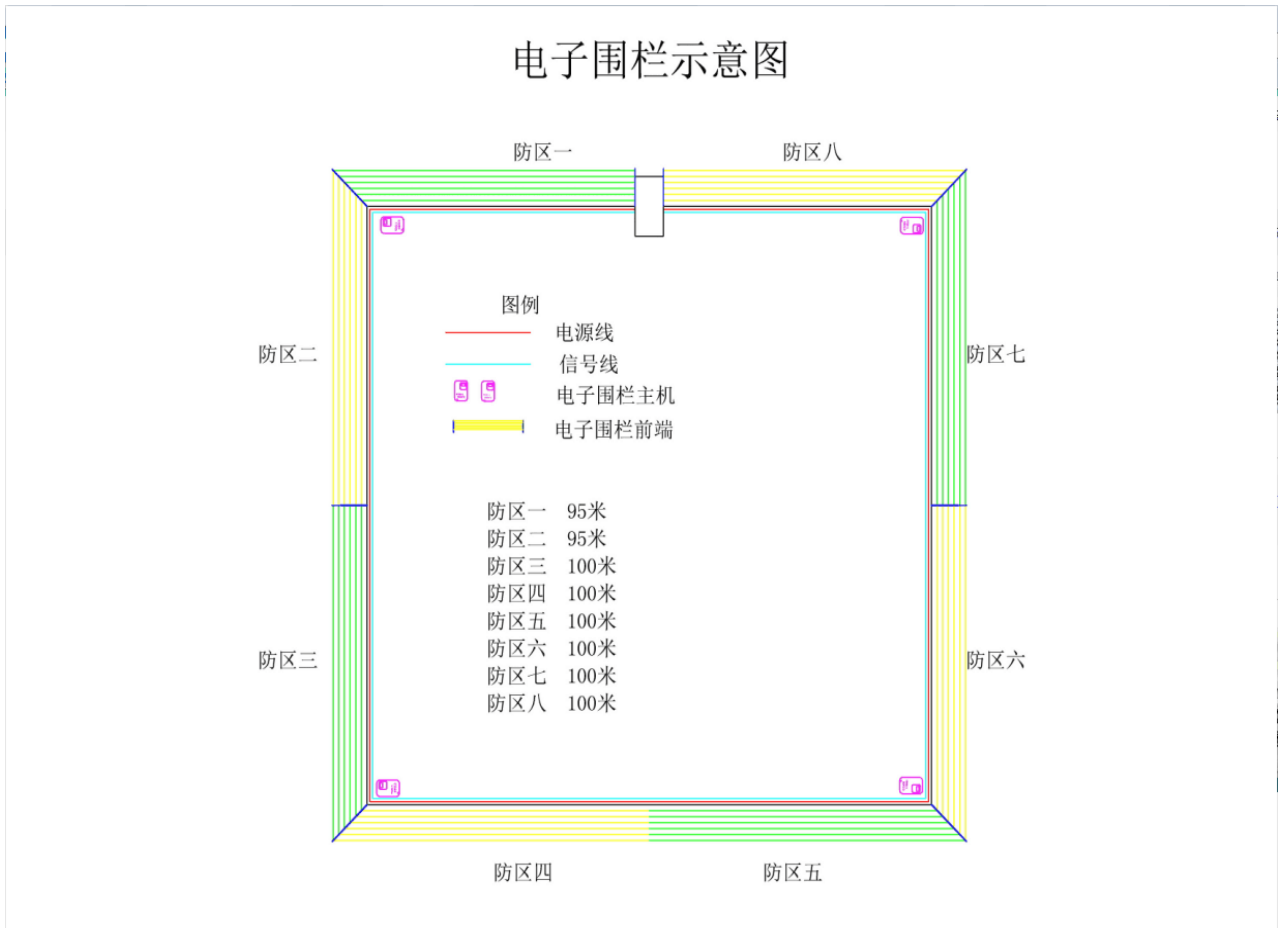 电子围栏示意图
防区一
防区八
防区二
防区七
图例
电源线
信号线
电子围栏主机
电子围栏前端
防区一 95米
防区二 95米
防区三 100米
防区四 100米
防区五 100米
防区六 100米
防区七 100米
防区八 100米
防区三
防区六
防区四
防区五